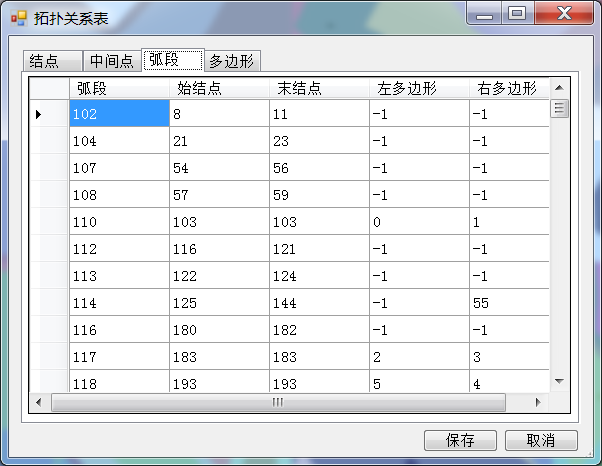 拓扑关系表
结点 中间点 弧段 多边形
弧段 始结点 末结点 左多边形 右多边形
102 8 11 -1 -1
104 21 23 -1 -1
107 54 56 -1 -1
108 57 59 -1 -1
110 103 103 0 1
112 116 121 -1 -1
113 122 124 -1 -1
114 125 144 -1 55
116 180 182 -1 -1
117 183 183 2 3
118 193 193 5 4
保存 取消